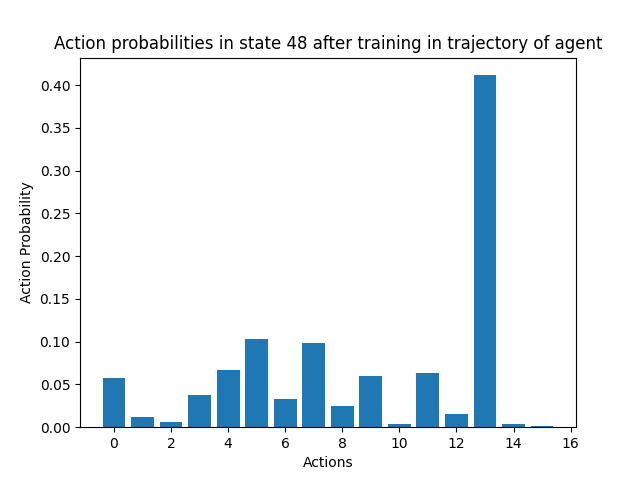 Action probabilities in state 48 after training in trajectory of agent
0.40
0.35
0.30
0.25
0.20
0.15
0.10
0.05
0.00
Action Probability
0 2 4 6 8 10 12 14 16
Actions